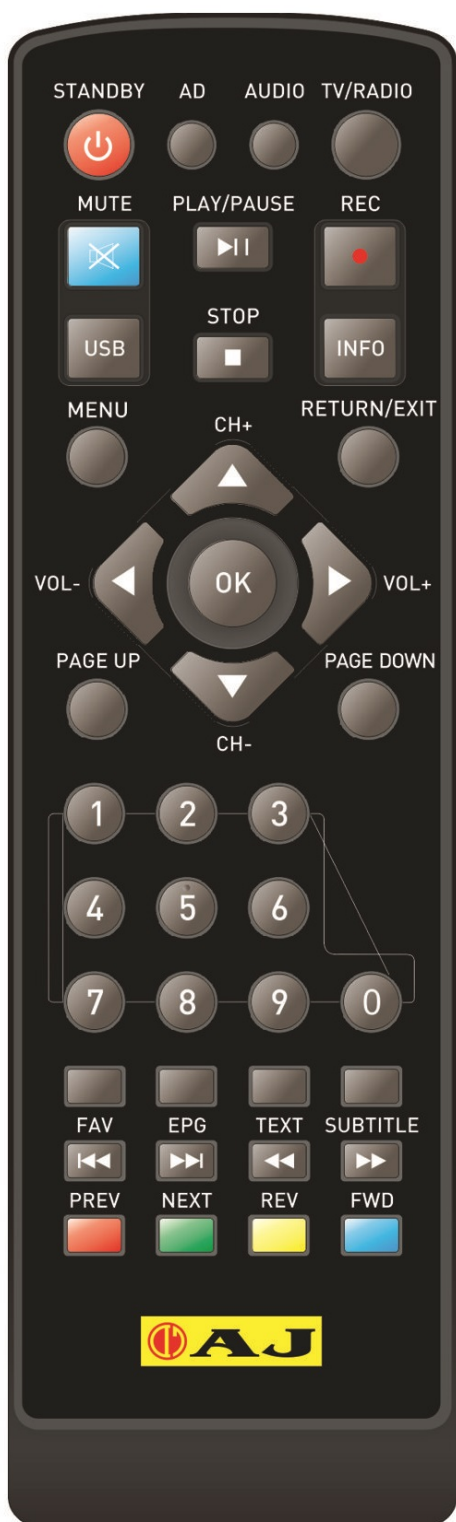 STANDBY AD AUDIO TV/RADIO
MUTE PLAY/PAUSE REC
STOP
USB INFO
MENU RETURN/EXIT
CH+
VOL- OK VOL+
PAGE UP PAGE DOWN
CH-
1 2 3
4 5 6
7 8 9 0
FAV EPG TEXT SUBTITLE
PREV NEXT REV FWD
AJ